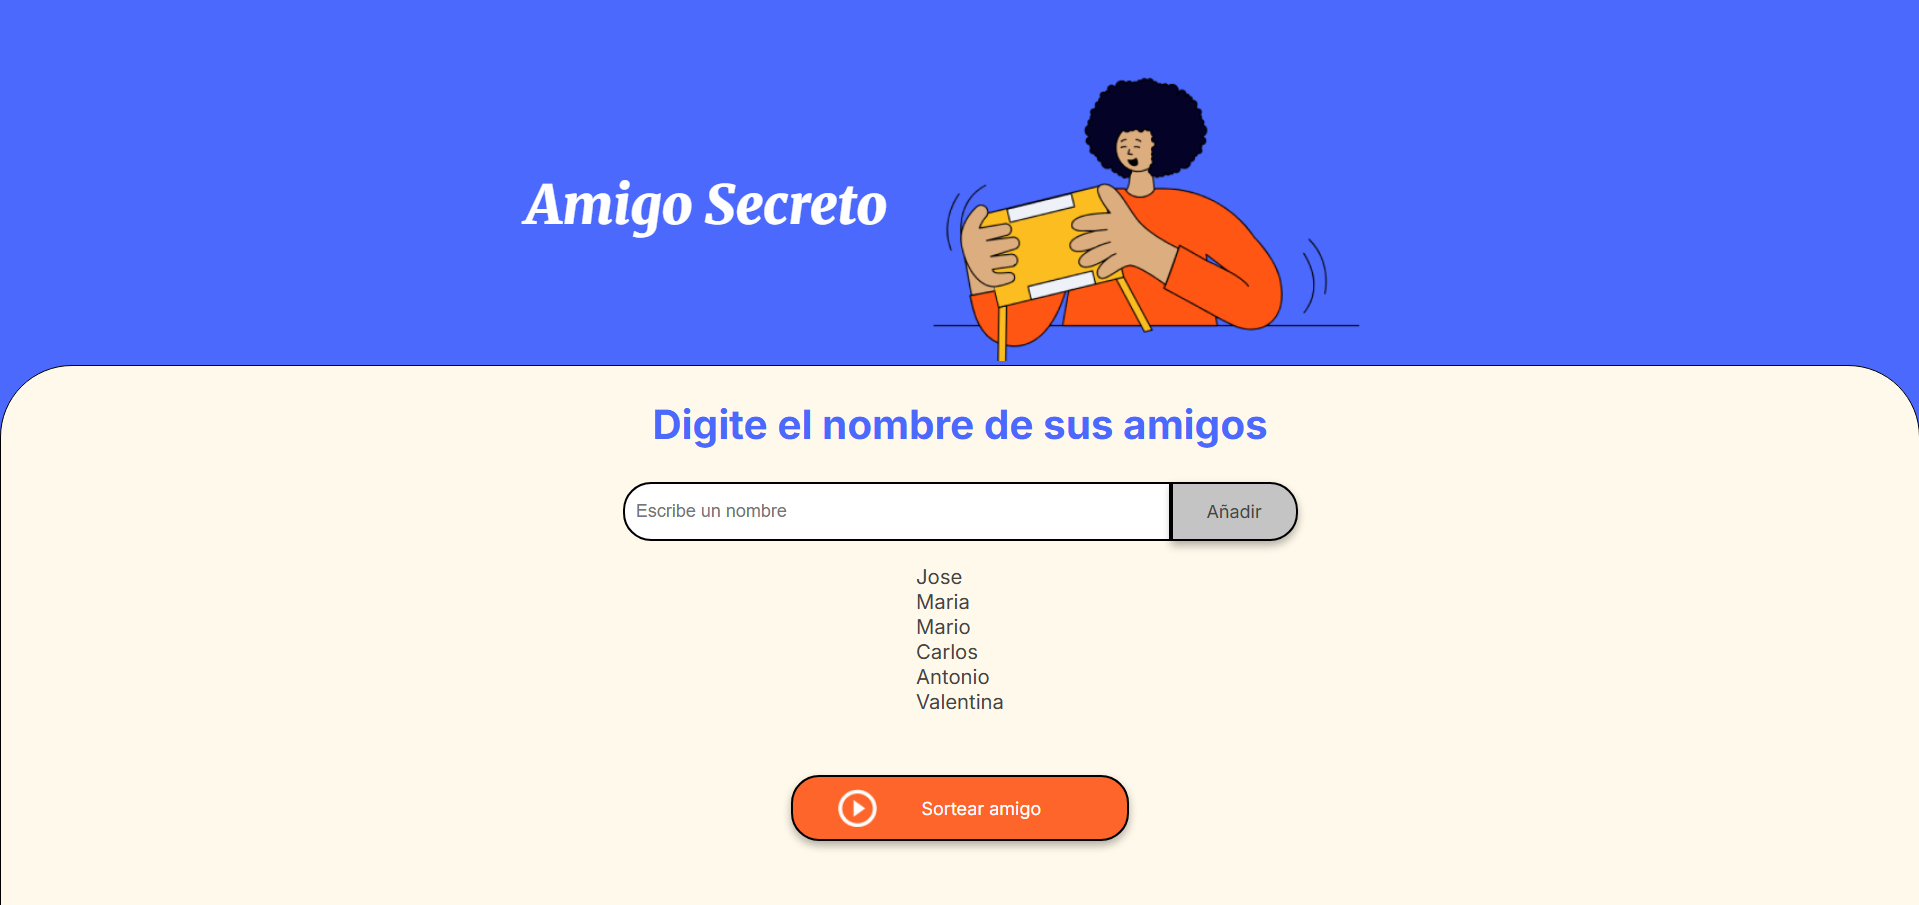 Amigo Secreto
Digite el nombre de sus amigos
Escribe un nombre
Añadir
Jose
Maria
Mario
Carlos
Antonio
Valentina
Sortear amigo